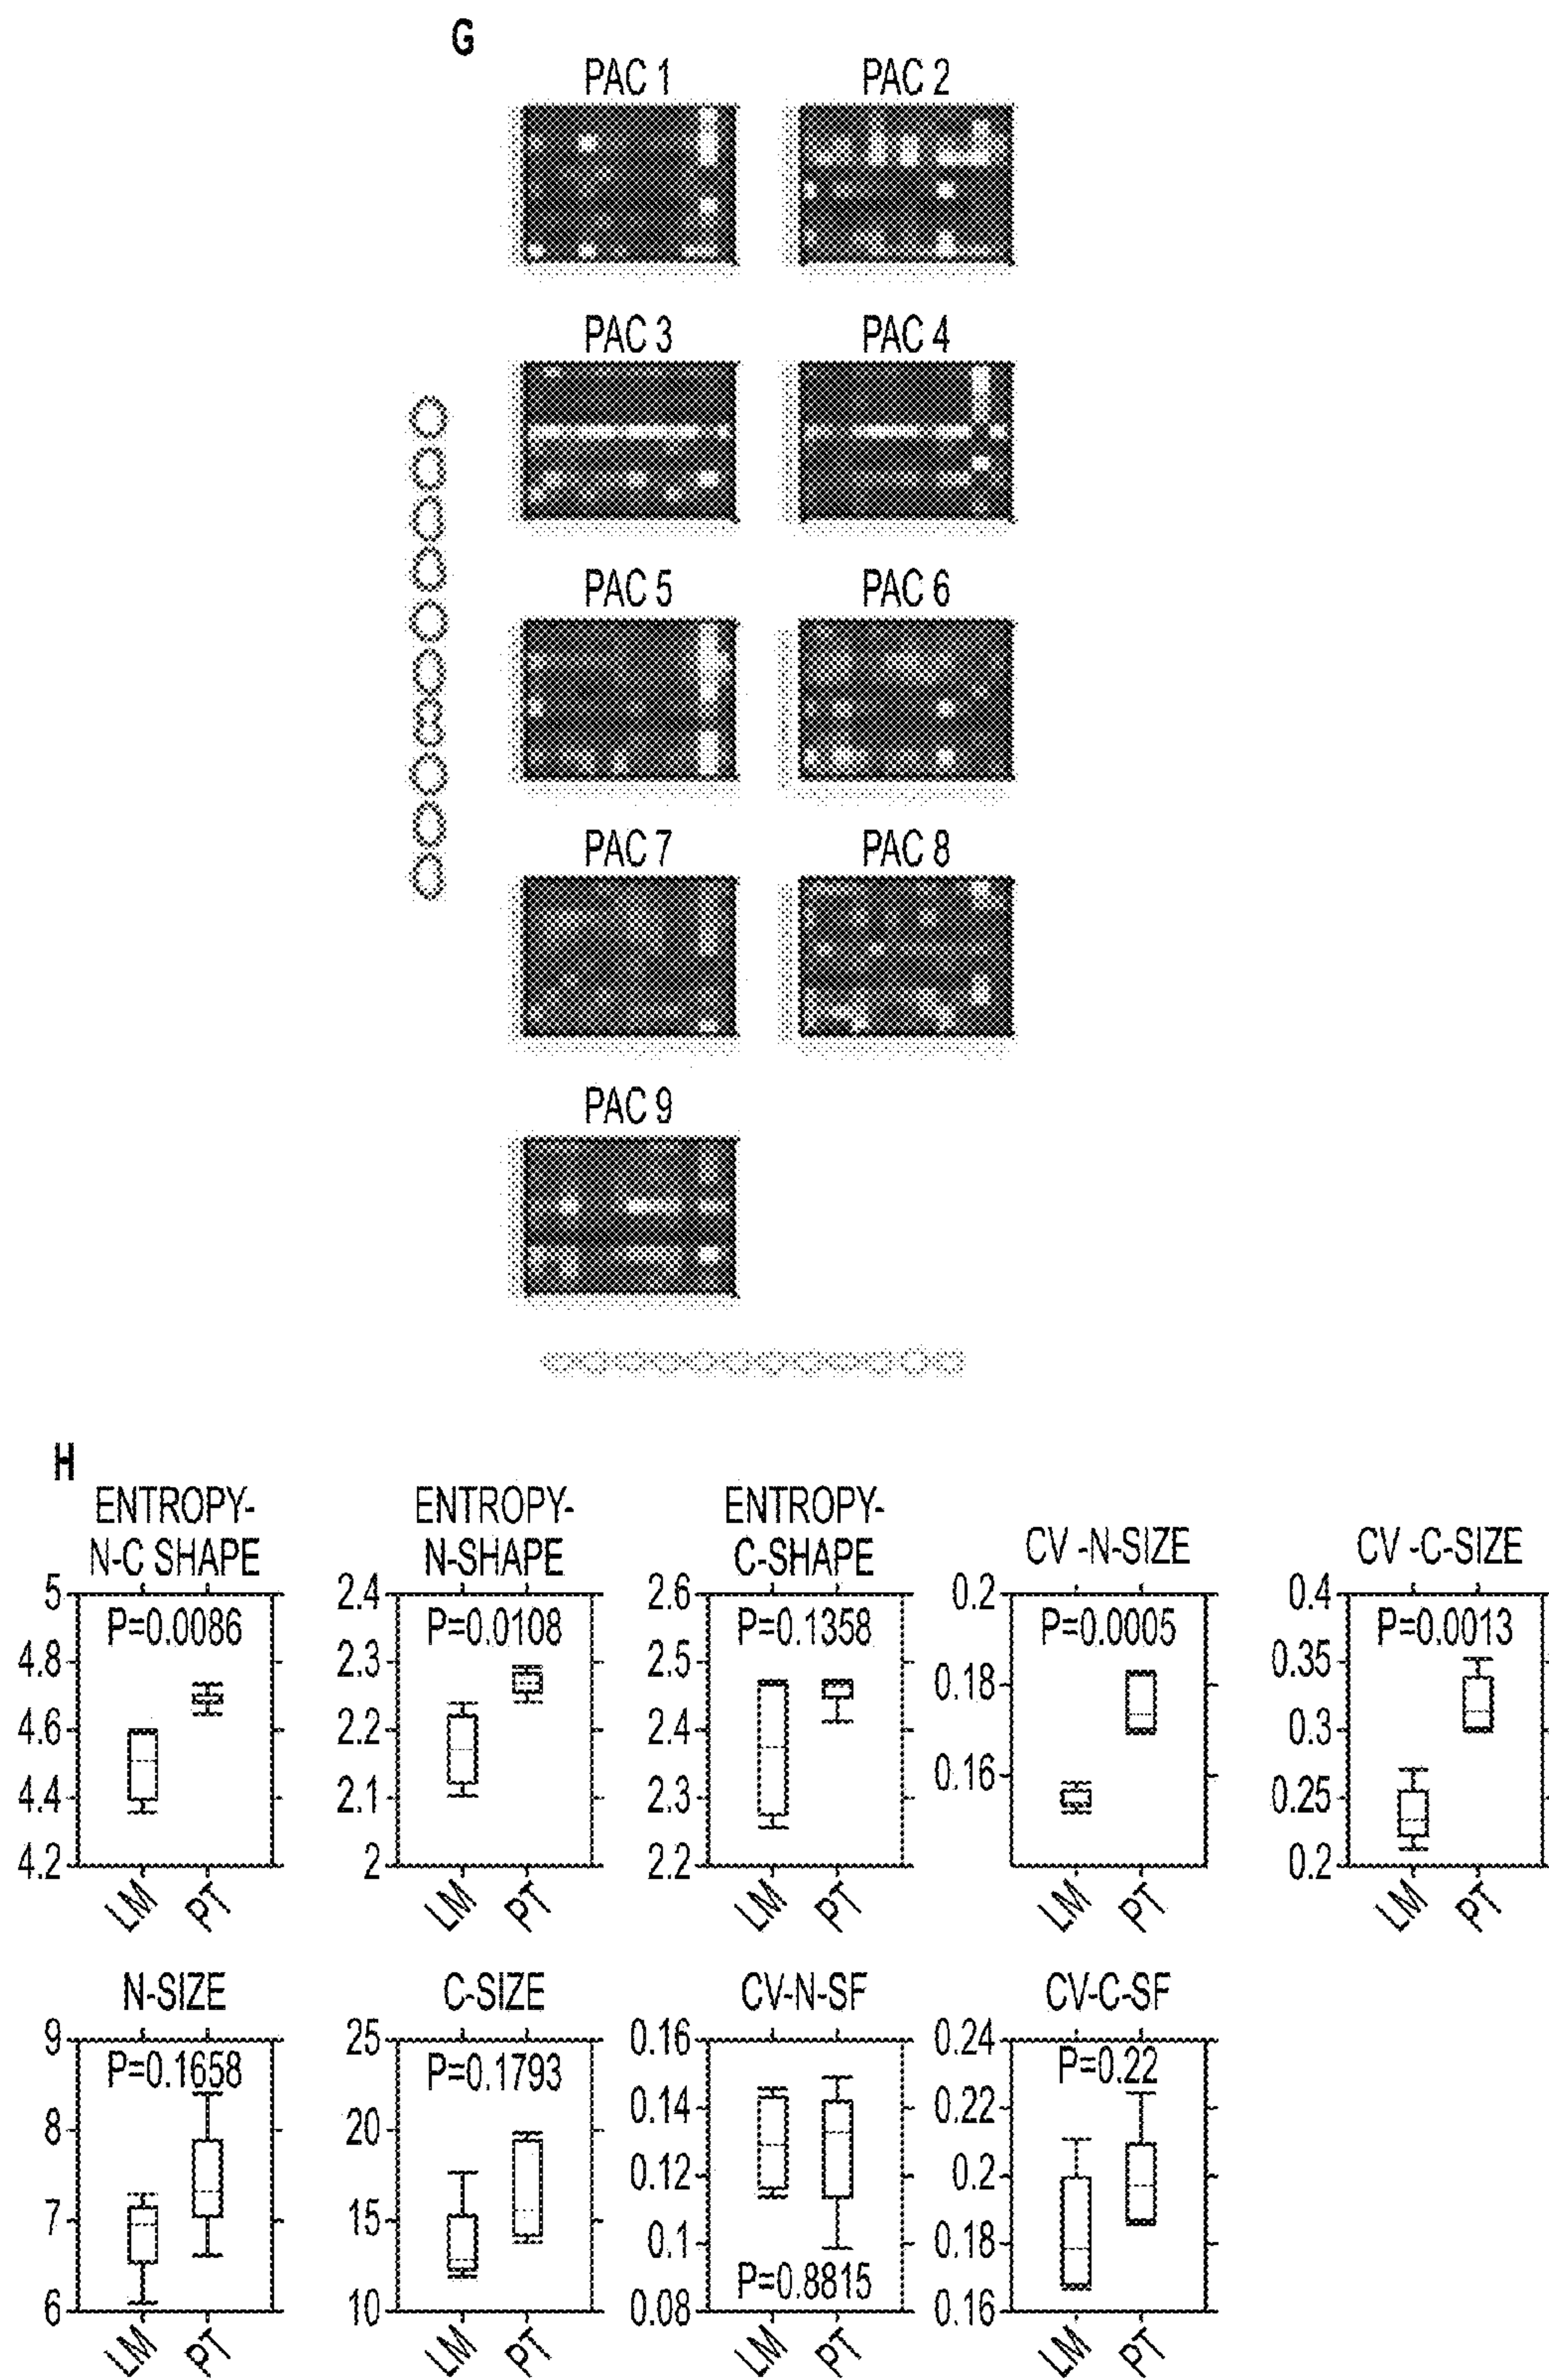 G
PAC 1 PAC 2
PAC 3 PAC 4
PAC 5 PAC 6
PAC 7 PAC 8
PAC 9
H
ENTROPY-
N-C SHAPE
5
P=0.0086
4.8
4.6
4.4
4.2
LM PT
ENTROPY-
N-SHAPE
2.4
P=0.0108
2.3
2.2
2.1
2
LM PT
ENTROPY-
C-SHAPE
2.6
P=0.1358
2.5
2.4
2.3
2.2
LM PT
CV -N-SIZE
0.2
P=0.0005
0.18
0.16
LM PT
CV -C-SIZE
0.4
P=0.0013
0.35
0.3
0.25
0.2
LM PT
N-SIZE
9
P=0.1658
8
7
6
LM PT
C-SIZE
25
P=0.1793
20
15
10
LM PT
CV-N-SF
0.16
0.14
0.12
0.1
P=0.8815
0.08
LM PT
CV-C-SF
0.24
P=0.22
0.22
0.2
0.18
0.16
LM PT